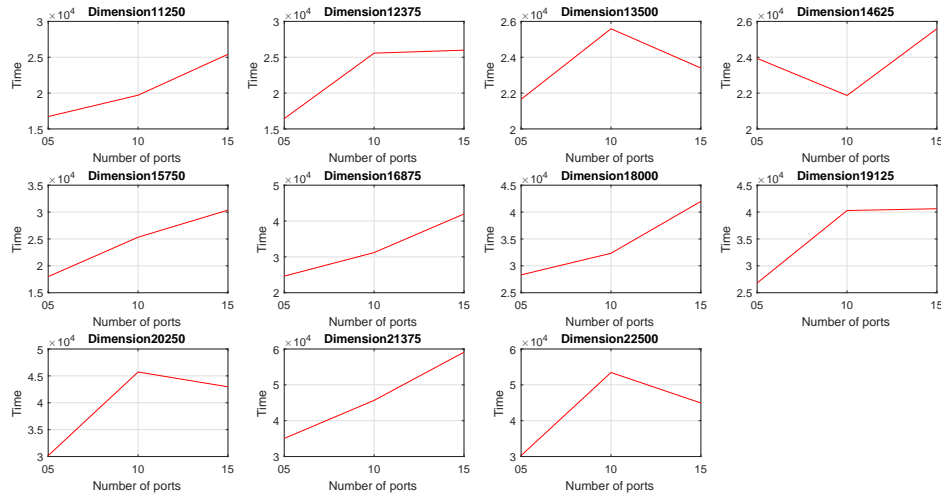 Dimension11250
×10^4
3
2.5
2
1.5
Time
05 10 15
Number of ports
Dimension12375
×10^4
3
2.5
2
1.5
Time
05 10 15
Number of ports
Dimension13500
×10^4
2.6
2.4
2.2
2
Time
05 10 15
Number of ports
Dimension14625
×10^4
2.6
2.4
2.2
2
Time
05 10 15
Number of ports
Dimension15750
×10^4
3.5
3
2.5
2
1.5
Time
05 10 15
Number of ports
Dimension16875
×10^4
5
4
3
2
Time
05 10 15
Number of ports
Dimension18000
×10^4
4.5
4
3.5
3
2.5
Time
05 10 15
Number of ports
Dimension19125
×10^4
4.5
4
3.5
3
2.5
Time
05 10 15
Number of ports
Dimension20250
×10^4
5
4.5
4
3.5
3
Time
05 10 15
Number of ports
Dimension21375
×10^4
6
5
4
3
Time
05 10 15
Number of ports
Dimension22500
×10^4
6
5
4
3
Time
05 10 15
Number of ports